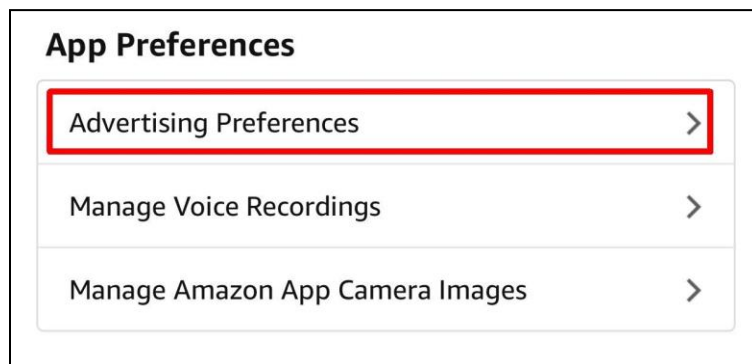 App Preferences
Advertising Preferences
Manage Voice Recordings
Manage Amazon App Camera Images